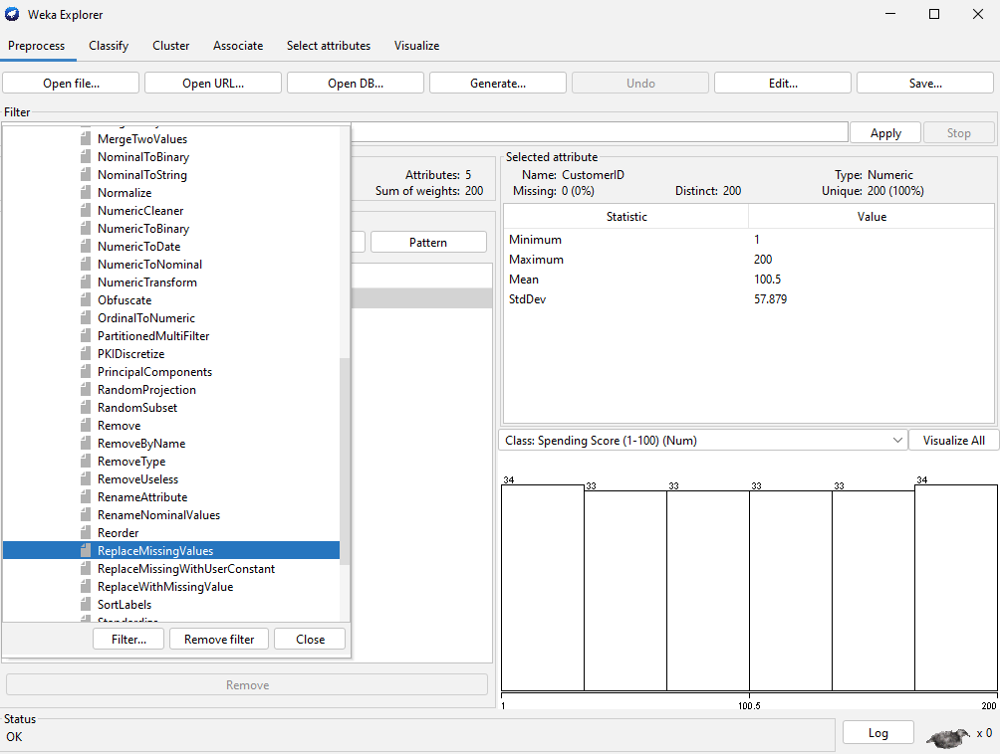 Weka Explorer
Preprocess Classify Cluster Associate Select attributes Visualize
Open file... Open URL... Open DB... Generate... Undo Edit... Save...
Filter
Apply Stop
MergeTwoValues
NominalToBinary
NominalToString
Normalize
NumericCleaner
NumericToBinary
NumericToDate
NumericToNominal
NumericTransform
Obfuscate
OrdinalToNumeric
PartitionedMultiFilter
PKIDiscretize
PrincipalComponents
RandomProjection
RandomSubset
Remove
RemoveByName
RemoveType
RemoveUseless
RenameAttribute
RenameNominalValues
Reorder
ReplaceMissingValues
ReplaceMissingWithUserConstant
ReplaceWithMissingValue
SortLabels
Filter... Remove filter Close
Attributes: 5
Sum of weights: 200
Pattern
Remove
Selected attribute
Name: CustomerID Type: Numeric
Missing: 0 (0%) Distinct: 200 Unique: 200 (100%)
Statistic Value
Minimum 1
Maximum 200
Mean 100.5
StdDev 57.879
Class: Spending Score (1-100) (Num) Visualize All
34 33 33 33 33 34
1 100.5 200
Status
OK
Log x 0